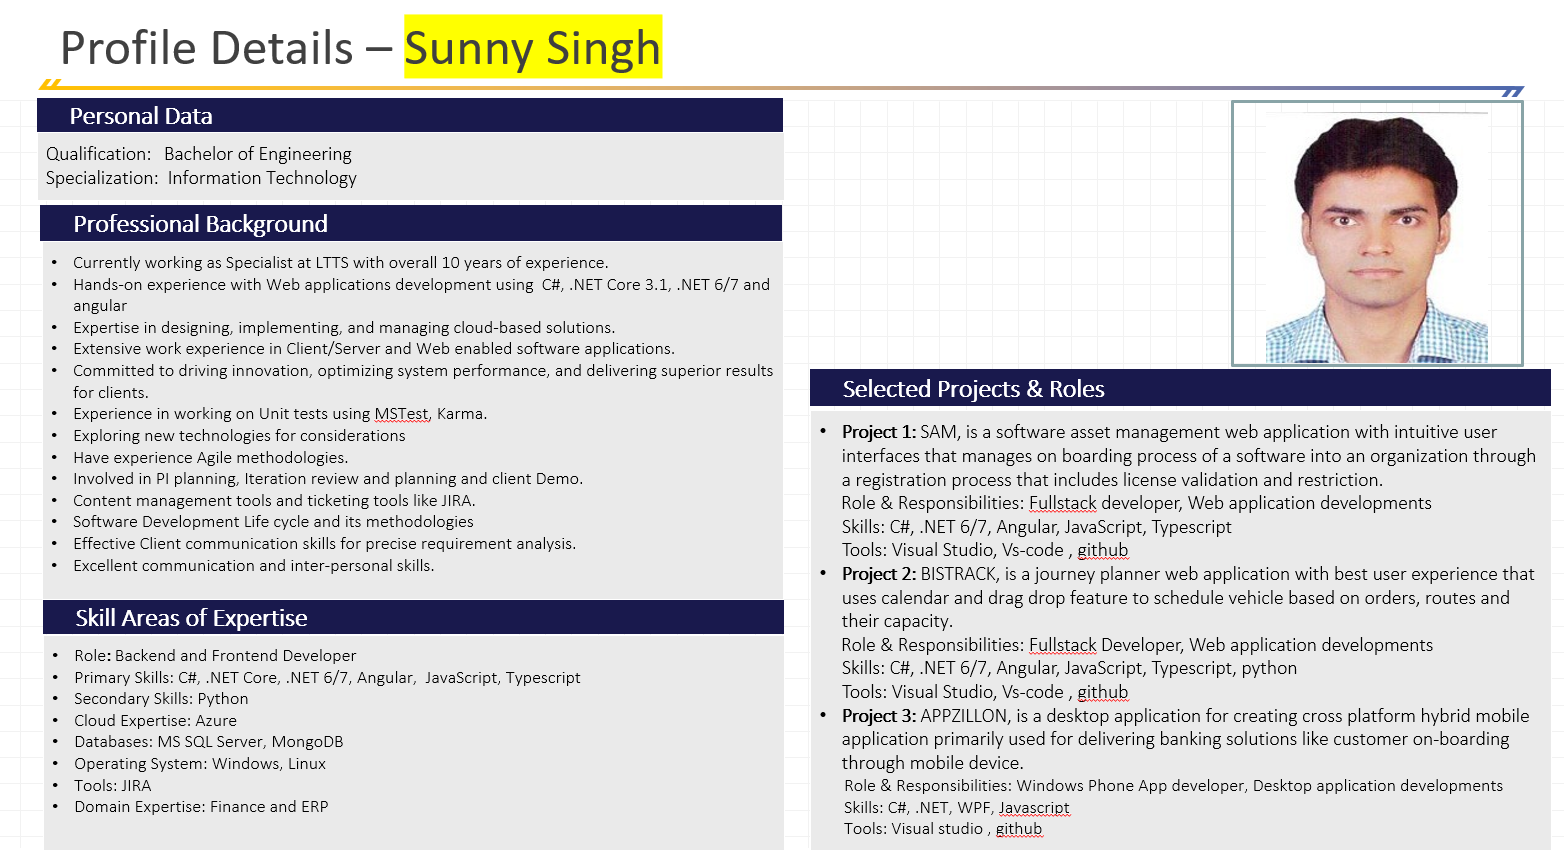 Profile Details – Sunny Singh
Personal Data
Qualification:   Bachelor of Engineering
Specialization:  Information Technology
Professional Background
• Currently working as Specialist at LTTS with overall 10 years of experience.
• Hands-on experience with Web applications development using  C#, .NET Core 3.1, .NET 6/7 and
angular
• Expertise in designing, implementing, and managing cloud-based solutions.
• Extensive work experience in Client/Server and Web enabled software applications.
• Committed to driving innovation, optimizing system performance, and delivering superior results
for clients.
• Experience in working on Unit tests using MSTest, Karma.
• Exploring new technologies for considerations
• Have experience Agile methodologies.
• Involved in PI planning, Iteration review and planning and client Demo.
• Content management tools and ticketing tools like JIRA.
• Software Development Life cycle and its methodologies
• Effective Client communication skills for precise requirement analysis.
• Excellent communication and inter-personal skills.
Skill Areas of Expertise
• Role: Backend and Frontend Developer
• Primary Skills: C#, .NET Core, .NET 6/7, Angular,  JavaScript, Typescript
• Secondary Skills: Python
• Cloud Expertise: Azure
• Databases: MS SQL Server, MongoDB
• Operating System: Windows, Linux
• Tools: JIRA
• Domain Expertise: Finance and ERP
Selected Projects & Roles
• Project 1: SAM, is a software asset management web application with intuitive user
interfaces that manages on boarding process of a software into an organization through
a registration process that includes license validation and restriction.
Role & Responsibilities: Fullstack developer, Web application developments
Skills: C#, .NET 6/7, Angular, JavaScript, Typescript
Tools: Visual Studio, Vs-code , github
• Project 2: BISTRACK, is a journey planner web application with best user experience that
uses calendar and drag drop feature to schedule vehicle based on orders, routes and
their capacity.
Role & Responsibilities: Fullstack Developer, Web application developments
Skills: C#, .NET 6/7, Angular, JavaScript, Typescript, python
Tools: Visual Studio, Vs-code , github
• Project 3: APPZILLON, is a desktop application for creating cross platform hybrid mobile
application primarily used for delivering banking solutions like customer on-boarding
through mobile device.
Role & Responsibilities: Windows Phone App developer, Desktop application developments
Skills: C#, .NET, WPF, Javascript
Tools: Visual studio , github